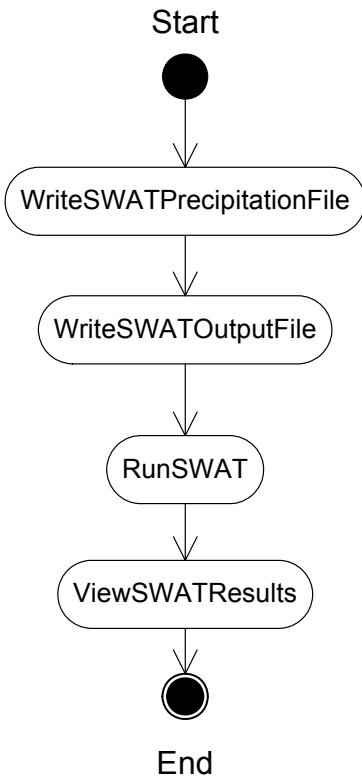 Start
WriteSWATPrecipitationFile
WriteSWATOutputFile
RunSWAT
ViewSWATResults
End